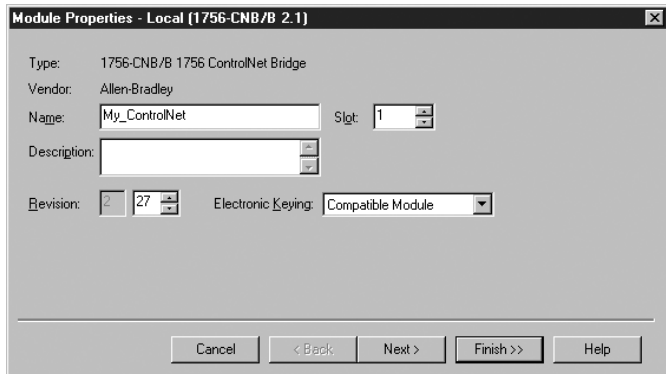 Module Properties - Local (1756-CNB/B 2.1)
Type: 1756-CNB/B 1756 ControlNet Bridge
Vendor: Allen-Bradley
Name: My_ControlNet Slot: 1
Description:
Revision: 2 27 Electronic Keying: Compatible Module
Cancel < Back Next > Finish >> Help